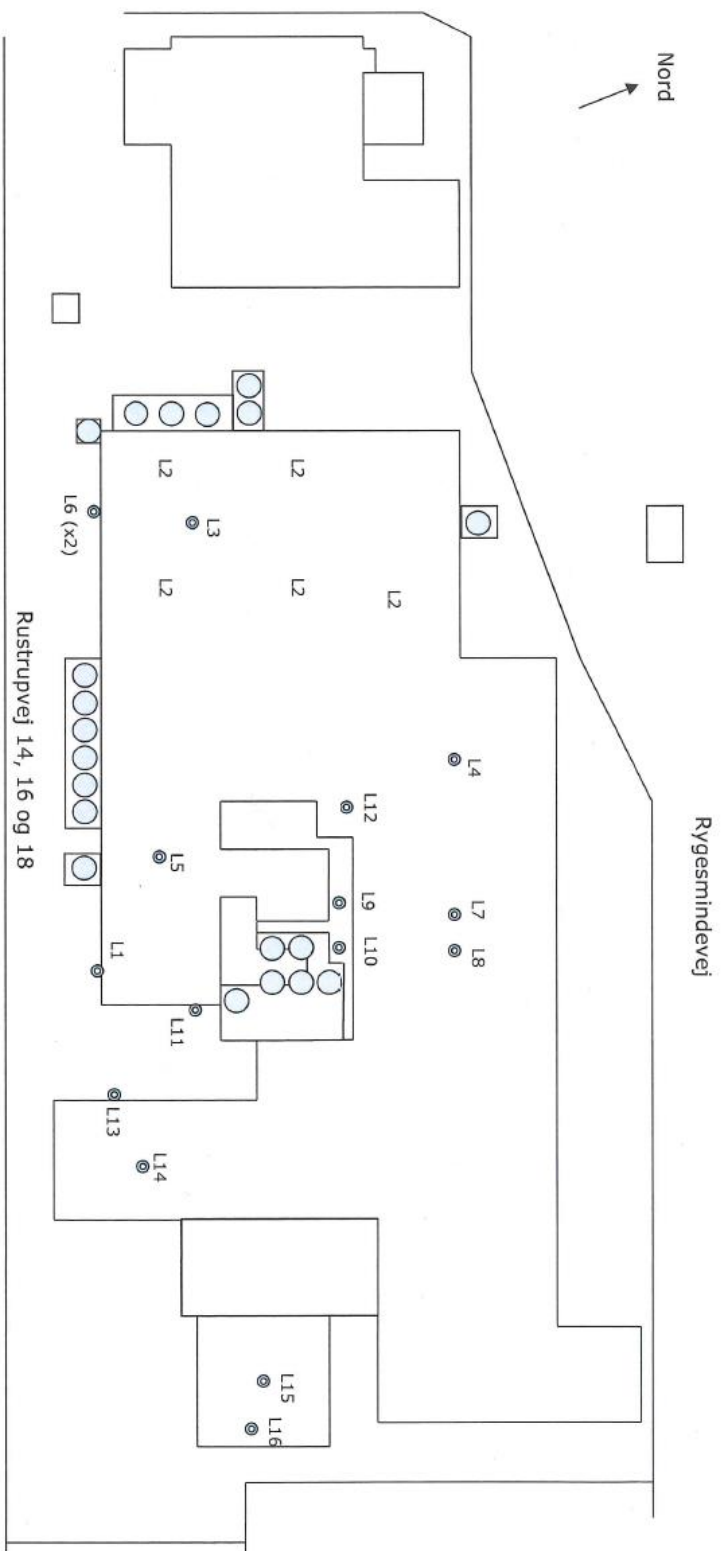 Nord
Rygesmindevej
L2
L2
L3
L6 (x2)
L2
L2
L2
L4
L12
L5
L9
L7
L10
L8
L1
L11
L13
L14
L15
L16
Rustrupvej 14, 16 og 18